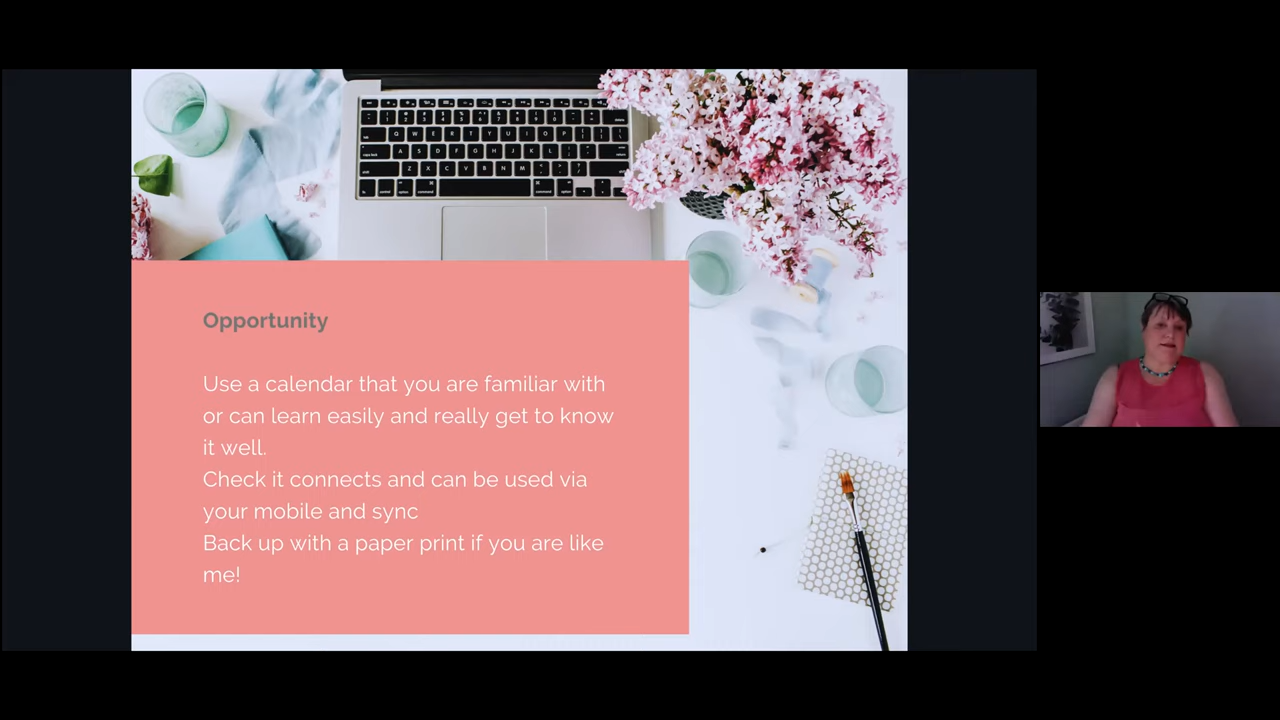 Opportunity
Use a calendar that you are familiar with
or can learn easily and really get to know
it well.
Check it connects and can be used via
your mobile and sync
Back up with a paper print if you are like
me!